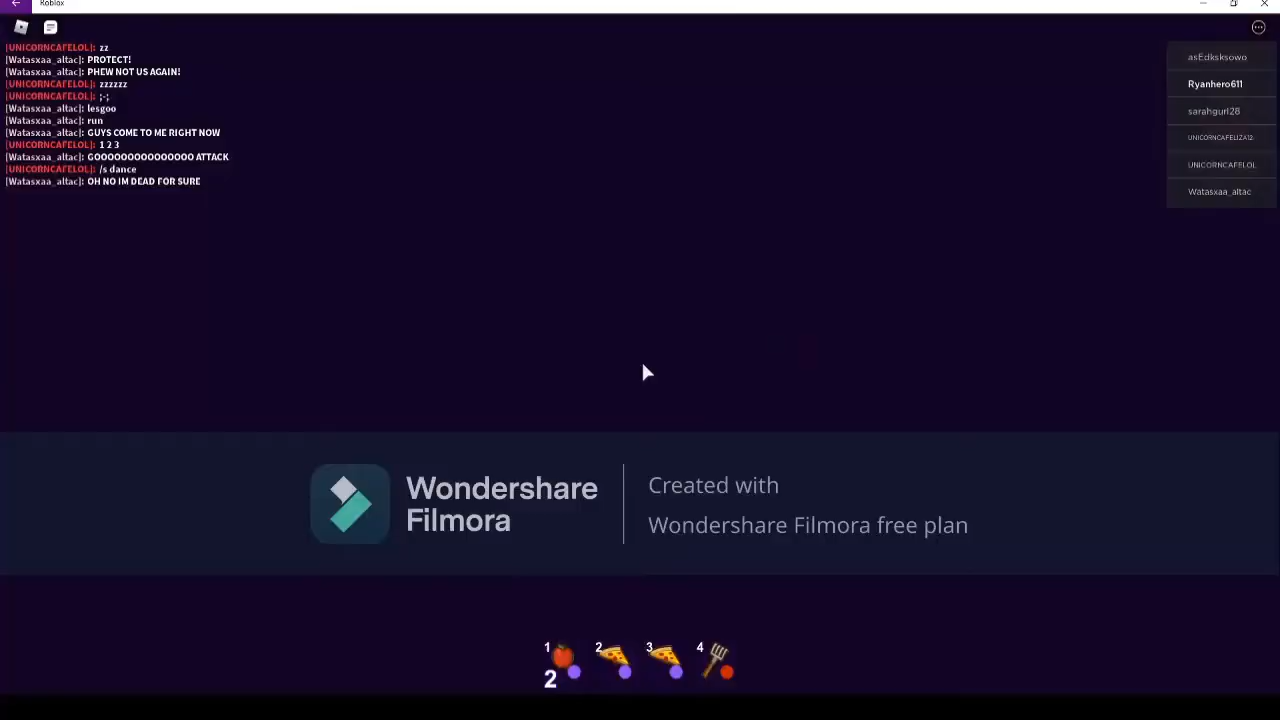 Roblox
[UNICORNCAFELOL]: zz
[Watasxaa_altac]: PROTECT!
[Watasxaa_altac]: PHEW NOT US AGAIN!
[UNICORNCAFELOL]: zzzzzz
[UNICORNCAFELOL]: ;-;
[Watasxaa_altac]: lesgoo
[Watasxaa_altac]: run
[Watasxaa_altac]: GUYS COME TO ME RIGHT NOW
[UNICORNCAFELOL]: 1 2 3
[Watasxaa_altac]: GOOOOOOOOOOOOOOO ATTACK
[UNICORNCAFELOL]: /s dance
[Watasxaa_altac]: OH NO IM DEAD FOR SURE
asEdksksowo
Ryanhero611
sarahgurl28
UNICORNCAFELIZA12
UNICORNCAFELOL
Watasxaa_altac
Wondershare
Filmora
Created with
Wondershare Filmora free plan
1 2 3 4
2